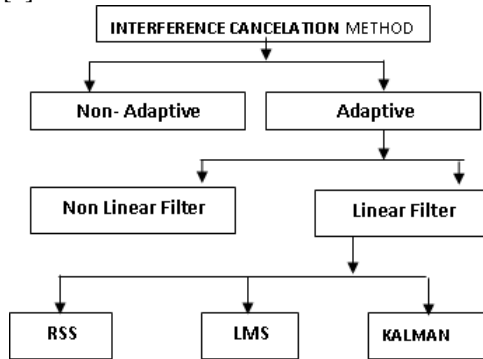 INTERFERENCE CANCELATION METHOD
Non- Adaptive
Adaptive
Non Linear Filter
Linear Filter
RSS
LMS
KALMAN